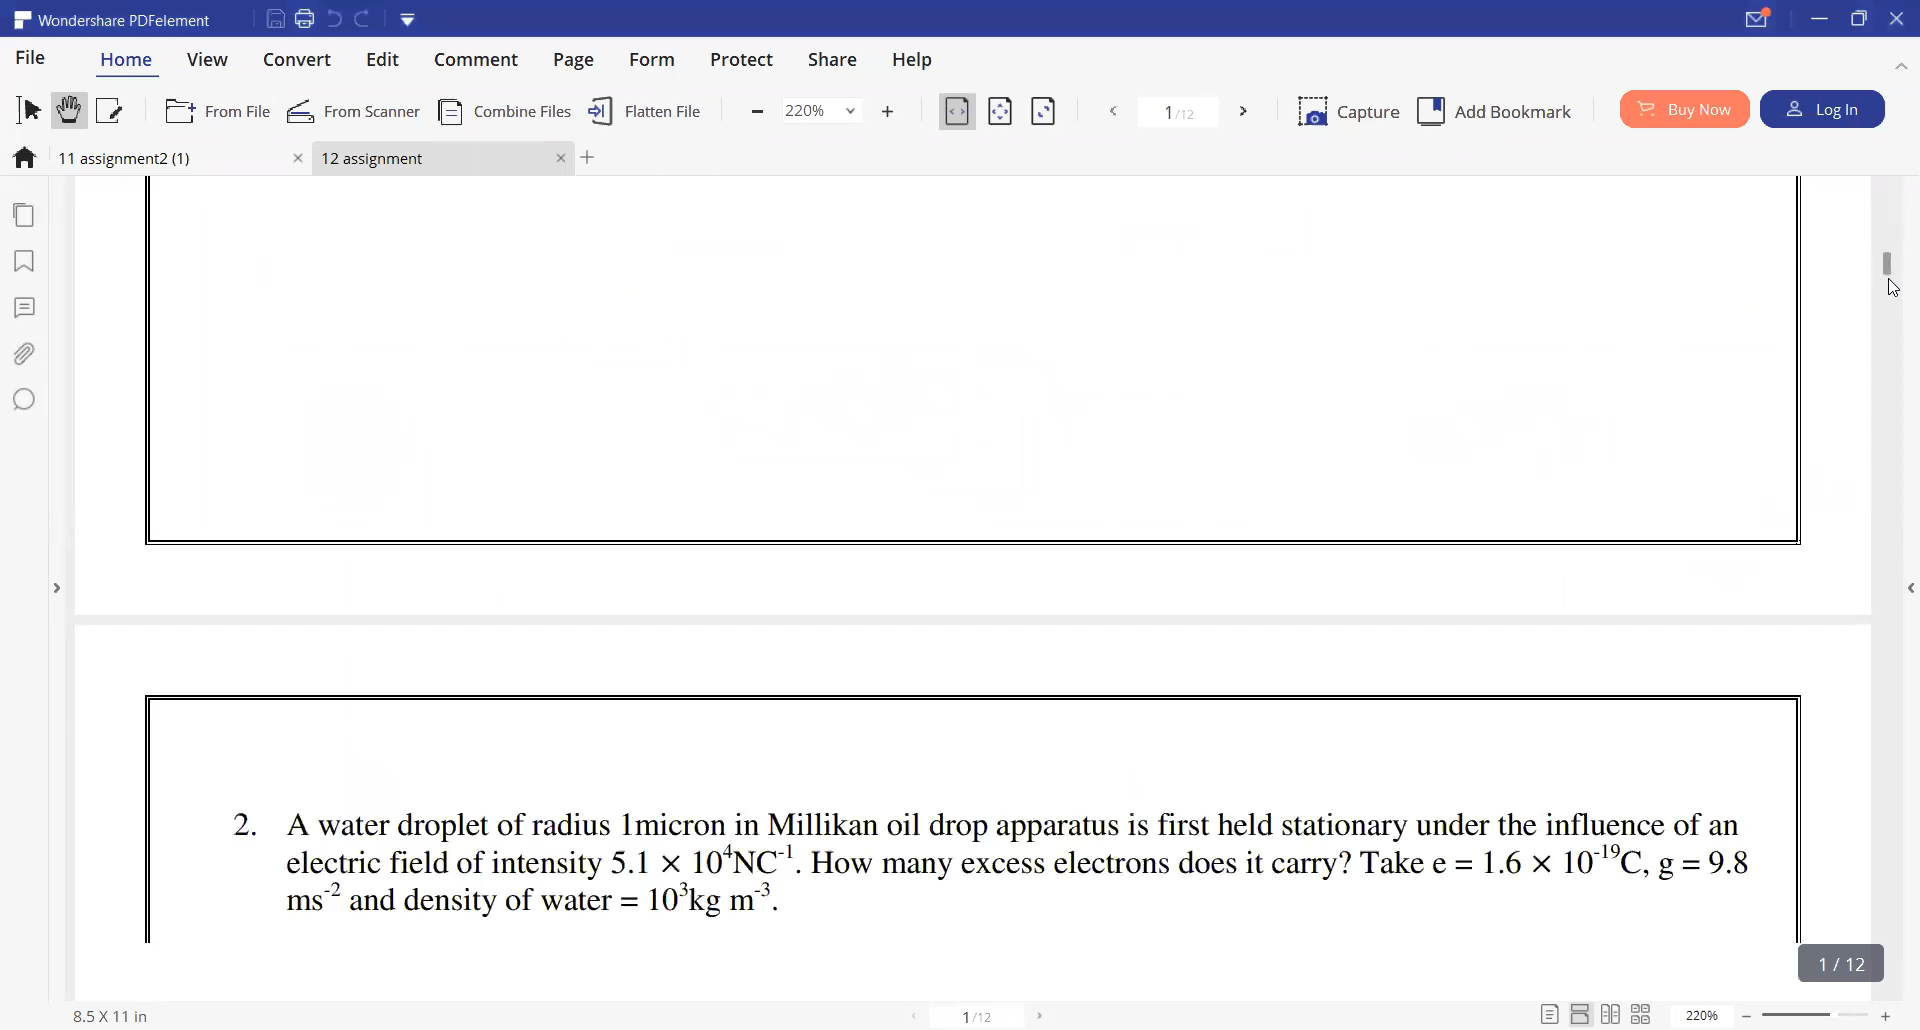 Wondershare PDFelement
File Home View Convert Edit Comment Page Form Protect Share Help
From File From Scanner Combine Files Flatten File 220% 1/12 Capture Add Bookmark Buy Now Log In
11 assignment2 (1) 12 assignment
2. A water droplet of radius 1micron in Millikan oil drop apparatus is first held stationary under the influence of an
electric field of intensity 5.1 × 10⁴NC⁻¹. How many excess electrons does it carry? Take e = 1.6 × 10⁻¹⁹C, g = 9.8
ms⁻² and density of water = 10³kg m⁻³.
1 / 12
8.5 X 11 in 1/12 220%